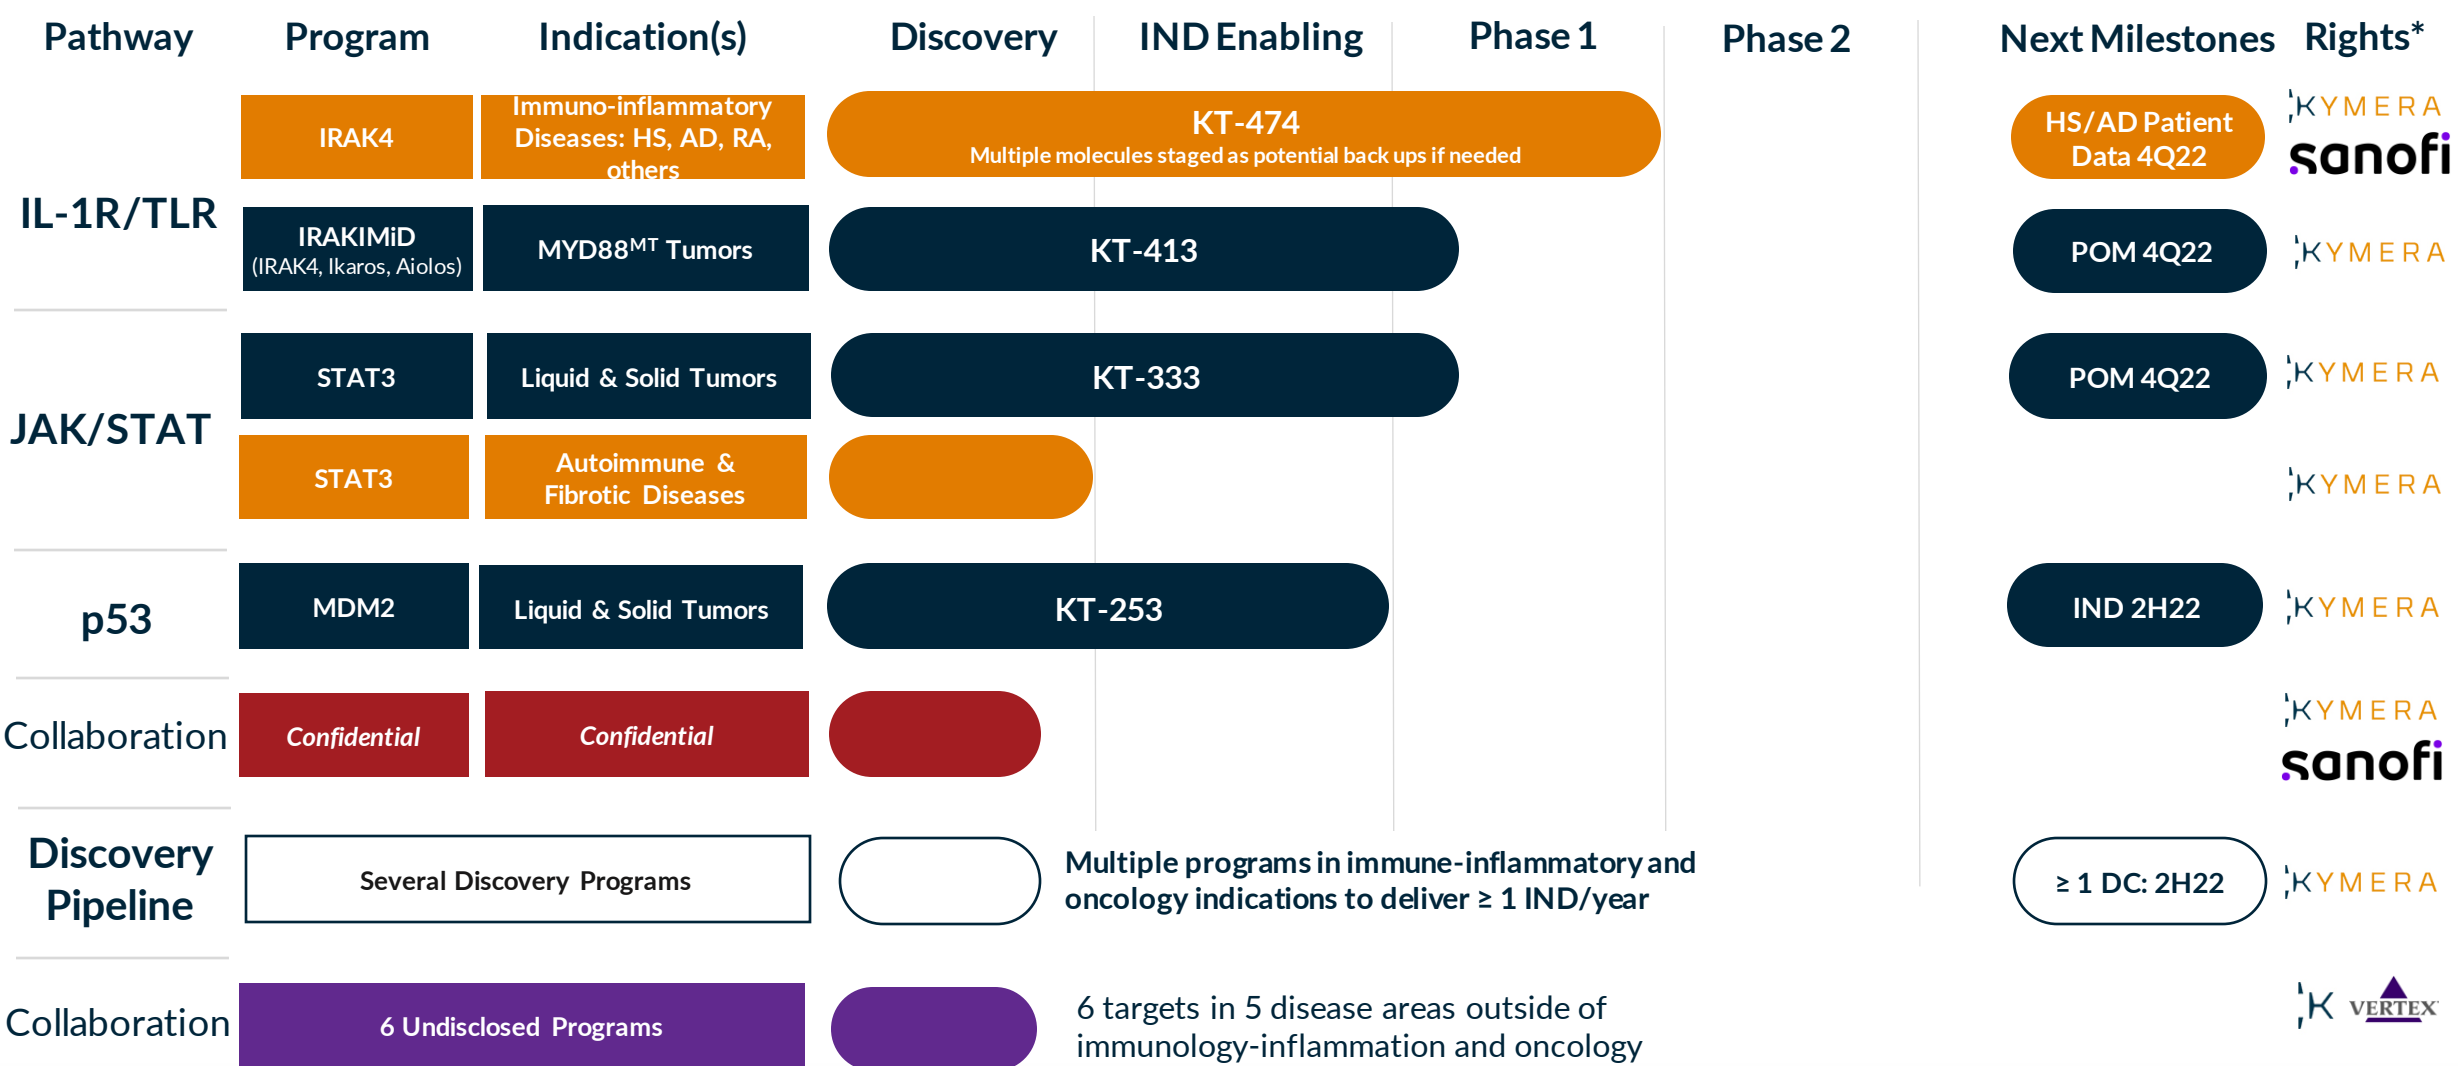 Pathway Program Indication(s) Discovery IND Enabling Phase 1 Phase 2 Next Milestones Rights*
IL-1R/TLR
IRAK4
Immuno-inflammatory
Diseases: HS, AD, RA,
others
KT-474
Multiple molecules staged as potential back ups if needed
HS/AD Patient
Data 4Q22
KYMERA
sanofi
IRAKIMiD
(IRAK4, Ikaros, Aiolos)
MYD88ᴹᵀ Tumors
KT-413
POM 4Q22
KYMERA
JAK/STAT
STAT3
Liquid & Solid Tumors
KT-333
POM 4Q22
KYMERA
STAT3
Autoimmune &
Fibrotic Diseases
KYMERA
p53
MDM2
Liquid & Solid Tumors
KT-253
IND 2H22
KYMERA
Collaboration
Confidential
Confidential
KYMERA
sanofi
Discovery
Pipeline
Several Discovery Programs
Multiple programs in immune-inflammatory and
oncology indications to deliver ≥ 1 IND/year
≥ 1 DC: 2H22
KYMERA
Collaboration
6 Undisclosed Programs
6 targets in 5 disease areas outside of
immunology-inflammation and oncology
K VERTEX